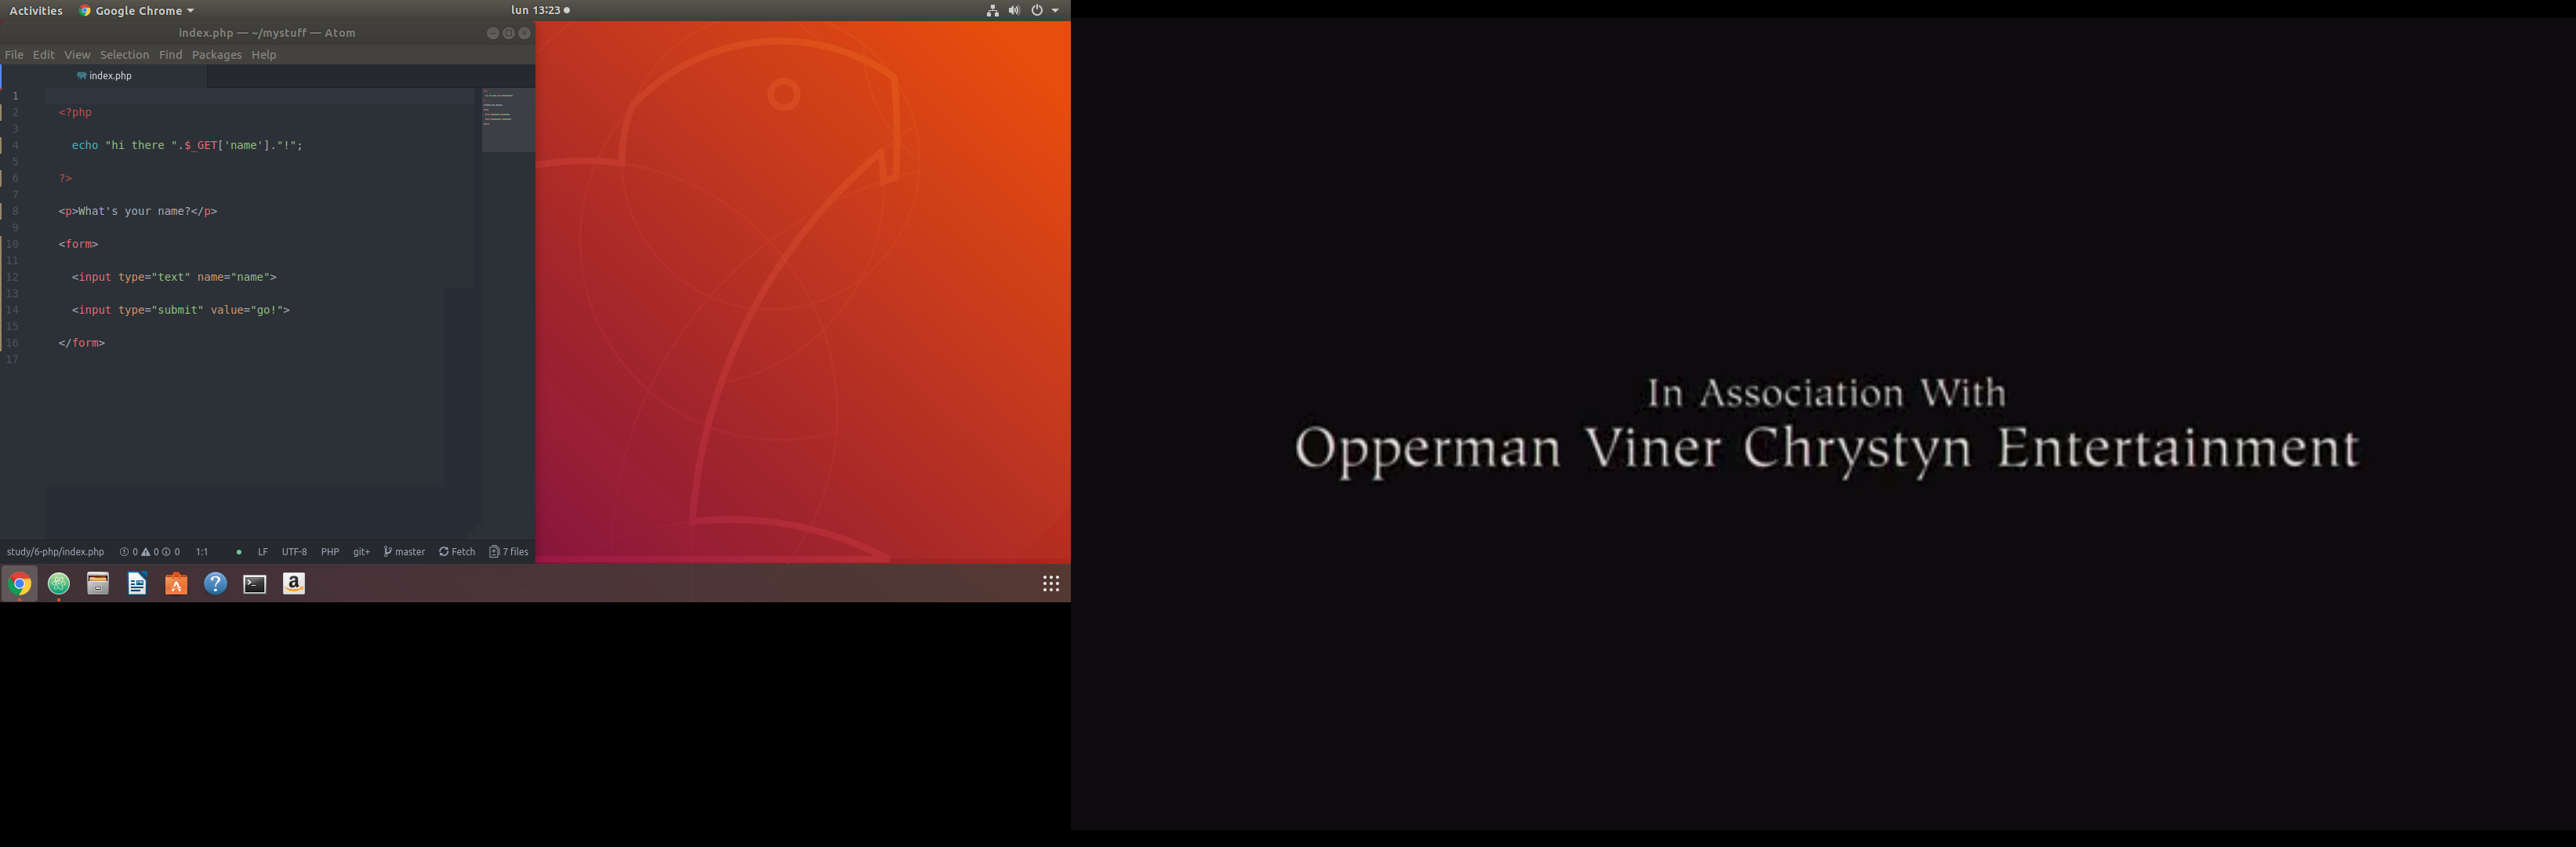 Activities Google Chrome lun 13:23
index.php — ~/mystuff — Atom
File Edit View Selection Find Packages Help
index.php
1
2 <?php
3
4 echo "hi there ".$_GET['name']."!";
5
6 ?>
7
8 <p>What's your name?</p>
9
10 <form>
11
12 <input type="text" name="name">
13
14 <input type="submit" value="go!">
15
16 </form>
17
study/6-php/index.php 0 0 0 1:1 LF UTF-8 PHP git+ master Fetch 7 files
In Association With
Opperman Viner Chrystyn Entertainment